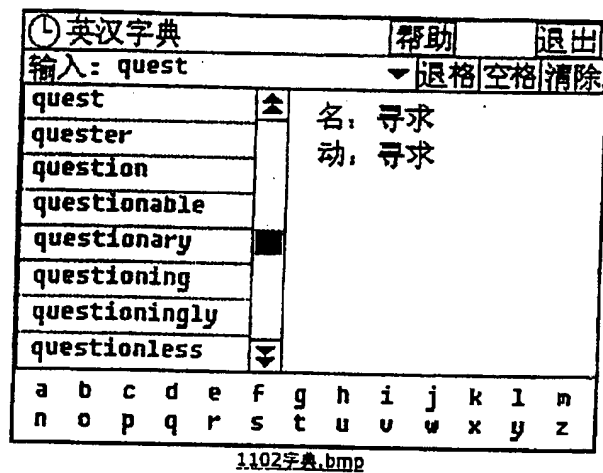 英汉字典 帮助 退出
输入: quest 退格 空格 清除
quest
quester
question
questionable
questionary
questioning
questioningly
questionless
名: 寻求
动: 寻求
a b c d e f g h i j k l m
n o p q r s t u v w x y z
1102字典.bmp